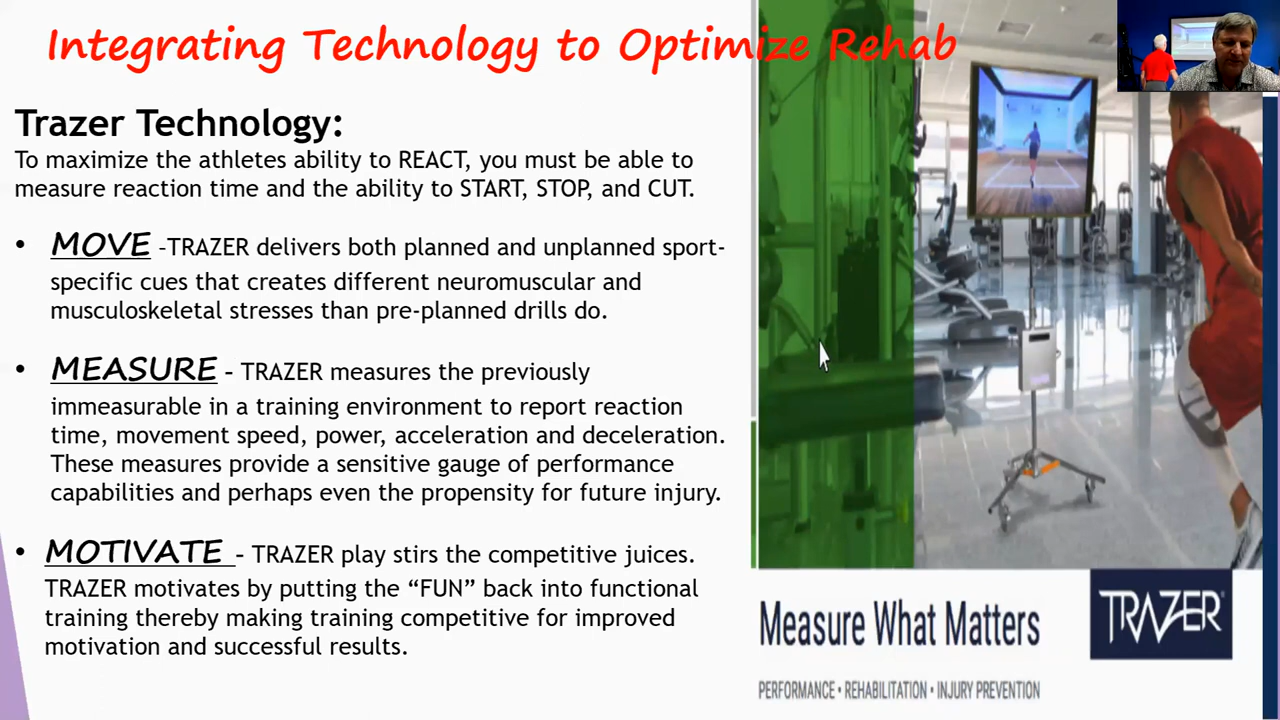 Integrating Technology to Optimize Rehab
Trazer Technology:
To maximize the athletes ability to REACT, you must be able to
measure reaction time and the ability to START, STOP, and CUT.
• MOVE –TRAZER delivers both planned and unplanned sport-
specific cues that creates different neuromuscular and
musculoskeletal stresses than pre-planned drills do.
• MEASURE – TRAZER measures the previously
immeasurable in a training environment to report reaction
time, movement speed, power, acceleration and deceleration.
These measures provide a sensitive gauge of performance
capabilities and perhaps even the propensity for future injury.
• MOTIVATE – TRAZER play stirs the competitive juices.
TRAZER motivates by putting the “FUN” back into functional
training thereby making training competitive for improved
motivation and successful results.
Measure What Matters
TRAZER®
PERFORMANCE • REHABILITATION • INJURY PREVENTION